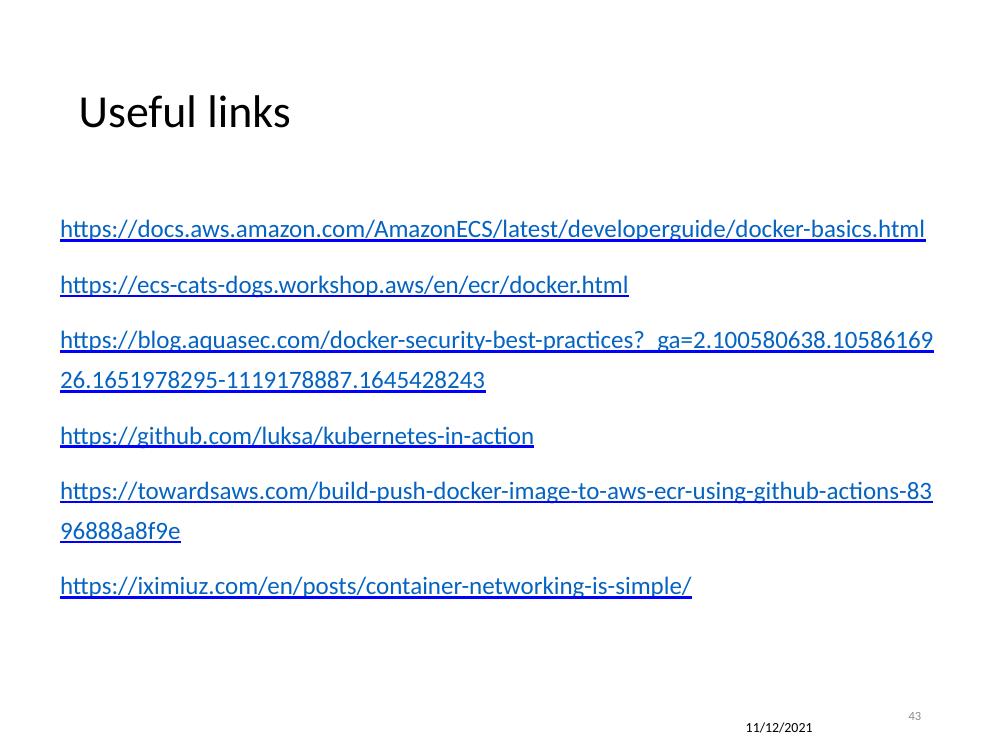 Useful links
https://docs.aws.amazon.com/AmazonECS/latest/developerguide/docker-basics.html
https://ecs-cats-dogs.workshop.aws/en/ecr/docker.html
https://blog.aquasec.com/docker-security-best-practices?_ga=2.100580638.10586169
26.1651978295-1119178887.1645428243
https://github.com/luksa/kubernetes-in-action
https://towardsaws.com/build-push-docker-image-to-aws-ecr-using-github-actions-83
96888a8f9e
https://iximiuz.com/en/posts/container-networking-is-simple/
43
11/12/2021